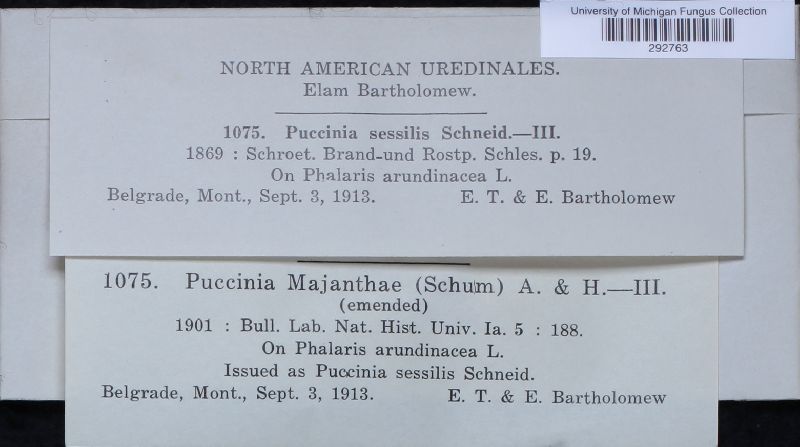 University of Michigan Fungus Collection
292763
NORTH AMERICAN UREDINALES.
Elam Bartholomew.
1075. Puccinia sessilis Schneid.—III.
1869 : Schroet. Brand-und Rostp. Schles. p. 19.
On Phalaris arundinacea L.
Belgrade, Mont., Sept. 3, 1913. E. T. & E. Bartholomew
1075. Puccinia Majanthae (Schum) A. & H.—III.
(emended)
1901 : Bull. Lab. Nat. Hist. Univ. Ia. 5 : 188.
On Phalaris arundinacea L.
Issued as Puccinia sessilis Schneid.
Belgrade, Mont., Sept. 3, 1913. E. T. & E. Bartholomew